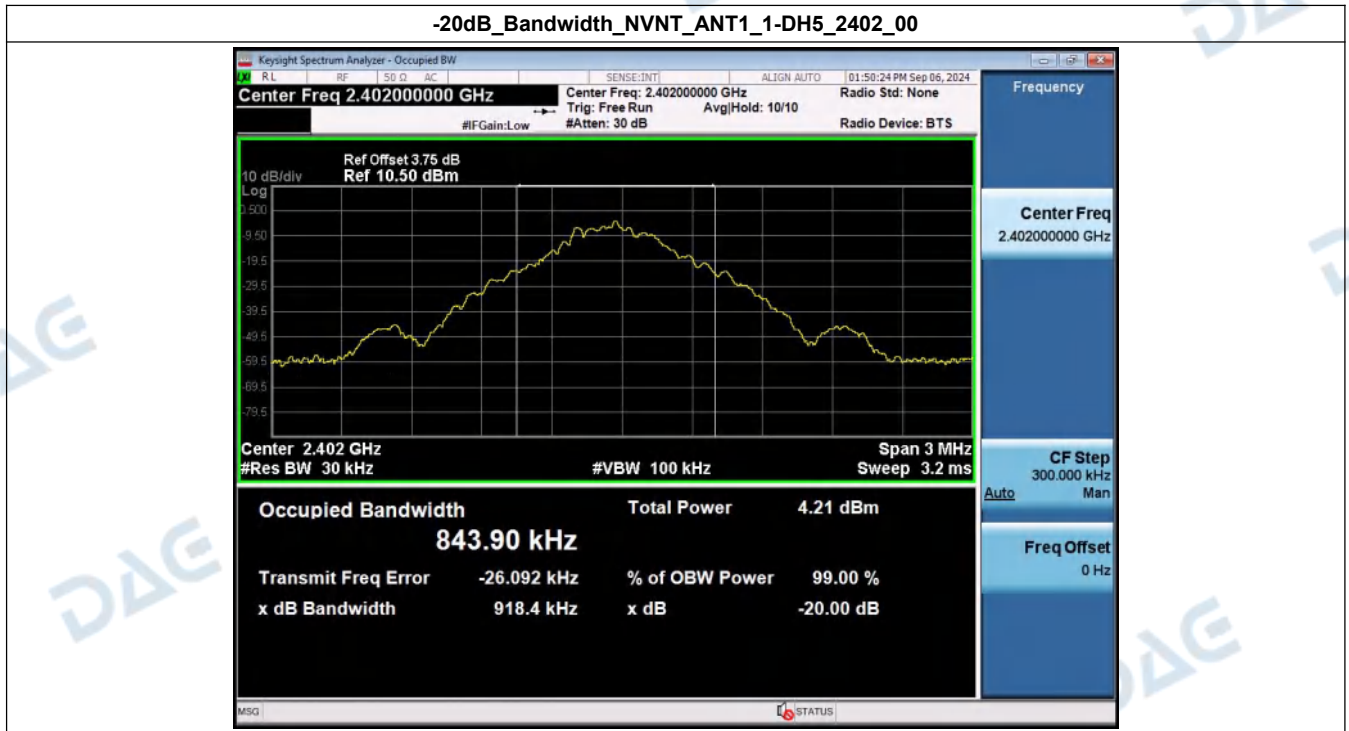 -20dB_Bandwidth_NVNT_ANT1_1-DH5_2402_00
Keysight Spectrum Analyzer - Occupied BW
LXI RL RF 50 Ω AC SENSE:INT ALIGN AUTO 01:50:24 PM Sep 06, 2024
Center Freq 2.402000000 GHz
Center Freq: 2.402000000 GHz Radio Std: None
Trig: Free Run Avg|Hold: 10/10
#IFGain:Low #Atten: 30 dB Radio Device: BTS
Frequency
Ref Offset 3.75 dB
10 dB/div Ref 10.50 dBm
Log
0.500
-9.50
-19.5
-29.5
-39.5
-49.5
-59.5
-69.5
-79.5
Center 2.402 GHz Span 3 MHz
#Res BW 30 kHz #VBW 100 kHz Sweep 3.2 ms
Center Freq
2.402000000 GHz
CF Step
300.000 kHz
Auto Man
Freq Offset
0 Hz
Occupied Bandwidth Total Power 4.21 dBm
843.90 kHz
Transmit Freq Error -26.092 kHz % of OBW Power 99.00 %
x dB Bandwidth 918.4 kHz x dB -20.00 dB
MSG STATUS
DAE
DAE